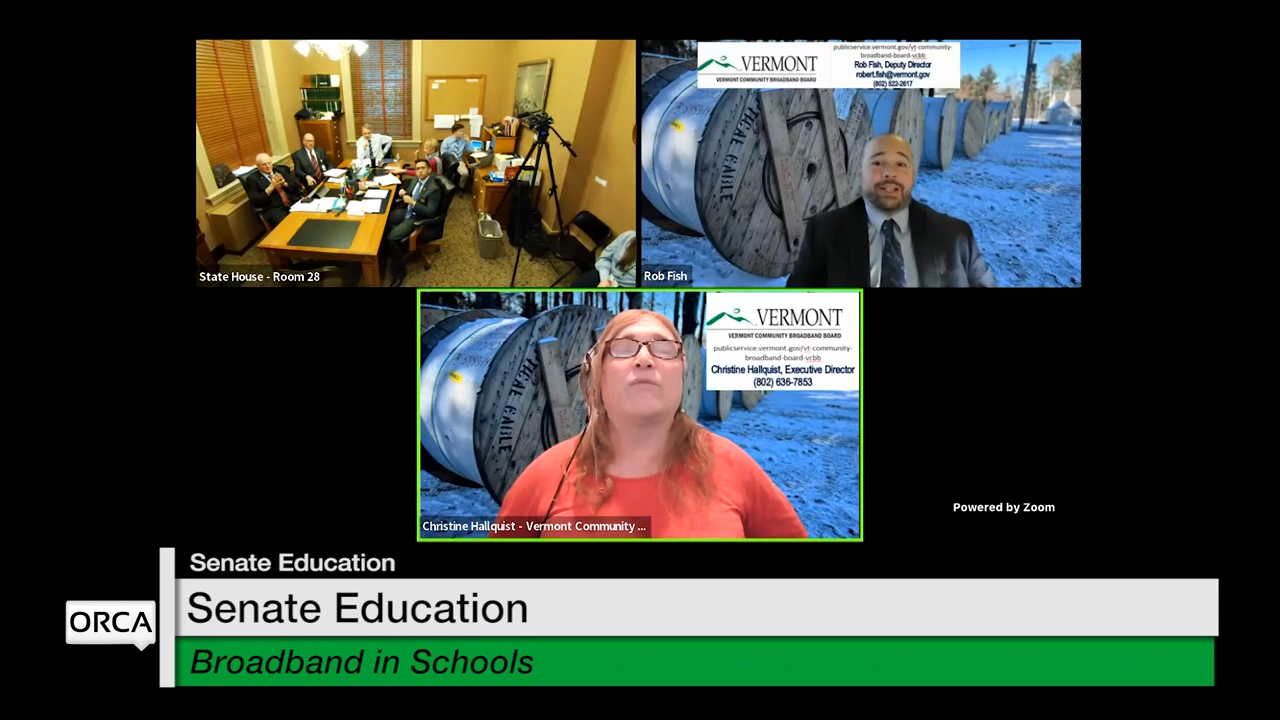 State House - Room 28
VERMONT
VERMONT COMMUNITY BROADBAND BOARD
publicservice.vermont.gov/vt-community-
broadband-board-vcbb
Rob Fish, Deputy Director
robert.fish@vermont.gov
(802) 522-2617
CABLE
Rob Fish
VERMONT
VERMONT COMMUNITY BROADBAND BOARD
publicservice.vermont.gov/vt-community-
broadband-board-vcbb
Christine Hallquist, Executive Director
(802) 636-7853
CABLE
Christine Hallquist - Vermont Community ...
Powered by Zoom
Senate Education
Senate Education
ORCA
Broadband in Schools